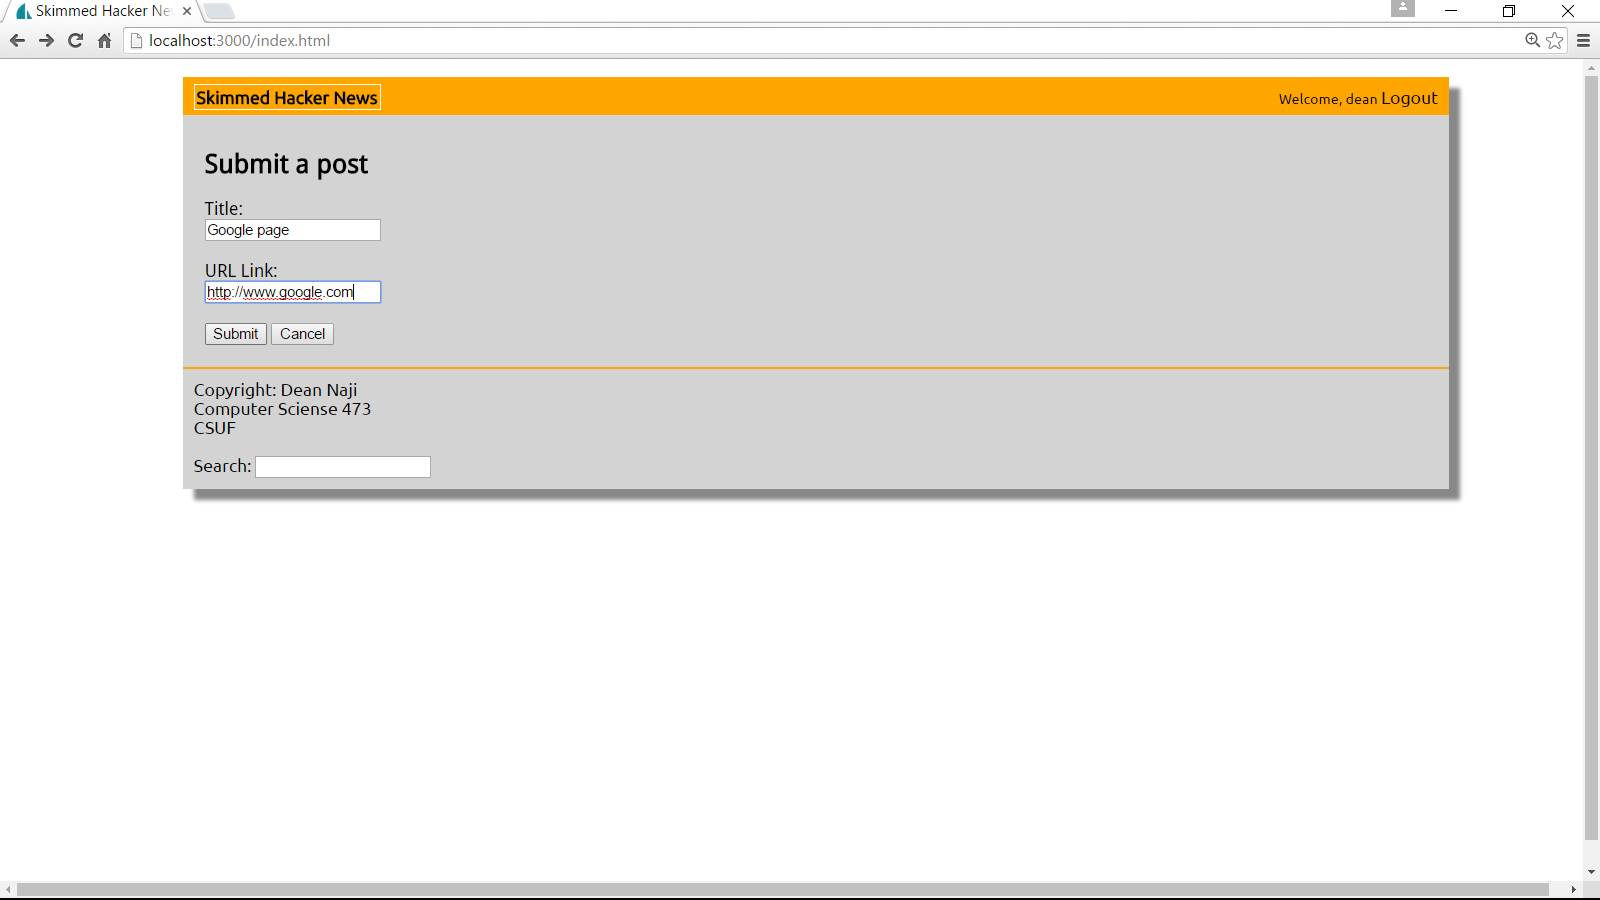 Skimmed Hacker Ne
localhost:3000/index.html
Skimmed Hacker News
Welcome, dean Logout
Submit a post
Title:
Google page
URL Link:
http://www.google.com
Submit Cancel
Copyright: Dean Naji
Computer Sciense 473
CSUF
Search: